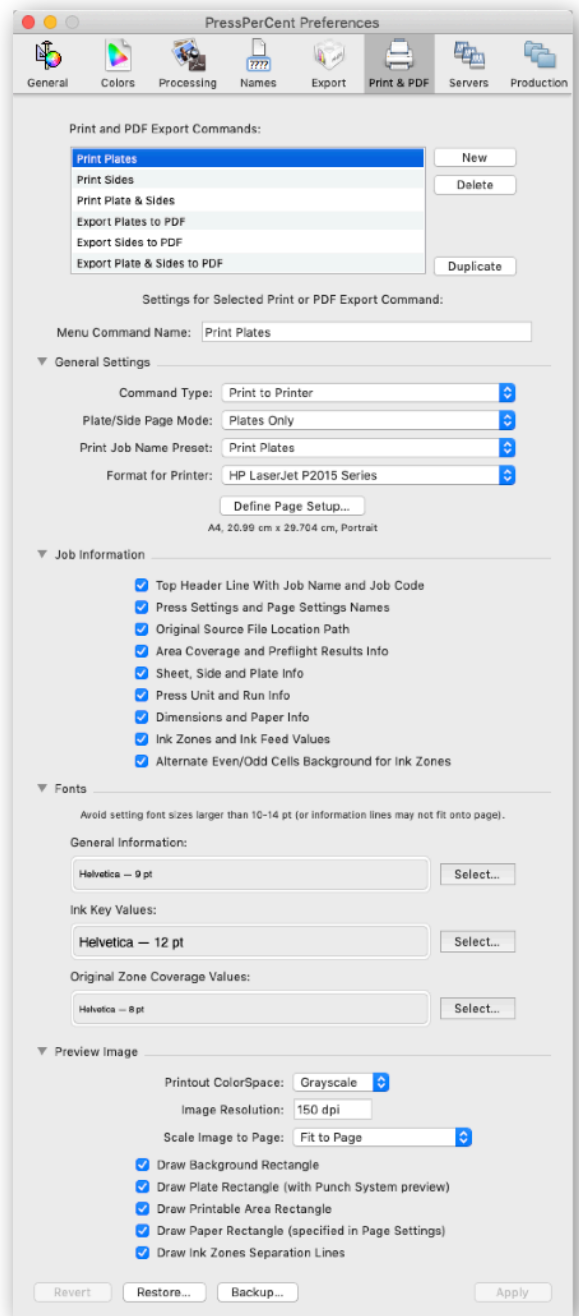 PressPerCent Preferences
General Colors Processing Names Export Print & PDF Servers Production
????
Print and PDF Export Commands:
Print Plates
New
Print Sides
Delete
Print Plate & Sides
Export Plates to PDF
Export Sides to PDF
Export Plate & Sides to PDF
Duplicate
Settings for Selected Print or PDF Export Command:
Menu Command Name: Print Plates
General Settings
Command Type: Print to Printer
Plate/Side Page Mode: Plates Only
Print Job Name Preset: Print Plates
Format for Printer: HP LaserJet P2015 Series
Define Page Setup...
A4, 20.99 cm x 29.704 cm, Portrait
Job Information
Top Header Line With Job Name and Job Code
Press Settings and Page Settings Names
Original Source File Location Path
Area Coverage and Preflight Results Info
Sheet, Side and Plate Info
Press Unit and Run Info
Dimensions and Paper Info
Ink Zones and Ink Feed Values
Alternate Even/Odd Cells Background for Ink Zones
Fonts
Avoid setting font sizes larger than 10-14 pt (or information lines may not fit onto page).
General Information:
Helvetica — 9 pt
Select...
Ink Key Values:
Helvetica — 12 pt
Select...
Original Zone Coverage Values:
Helvetica — 8 pt
Select...
Preview Image
Printout ColorSpace: Grayscale
Image Resolution: 150 dpi
Scale Image to Page: Fit to Page
Draw Background Rectangle
Draw Plate Rectangle (with Punch System preview)
Draw Printable Area Rectangle
Draw Paper Rectangle (specified in Page Settings)
Draw Ink Zones Separation Lines
Revert Restore... Backup... Apply